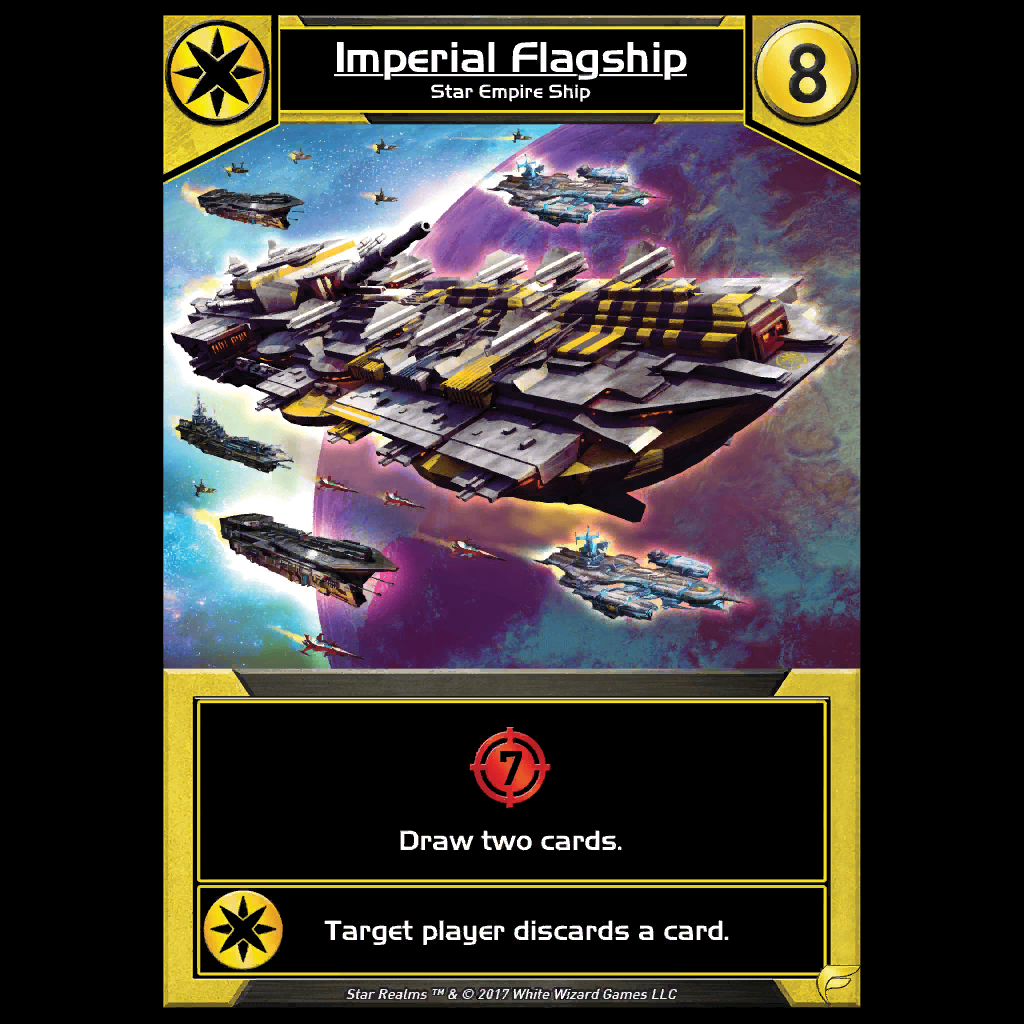 Imperial Flagship
8
Star Empire Ship
7
Draw two cards.
Target player discards a card.
Star Realms ™ & © 2017 White Wizard Games LLC